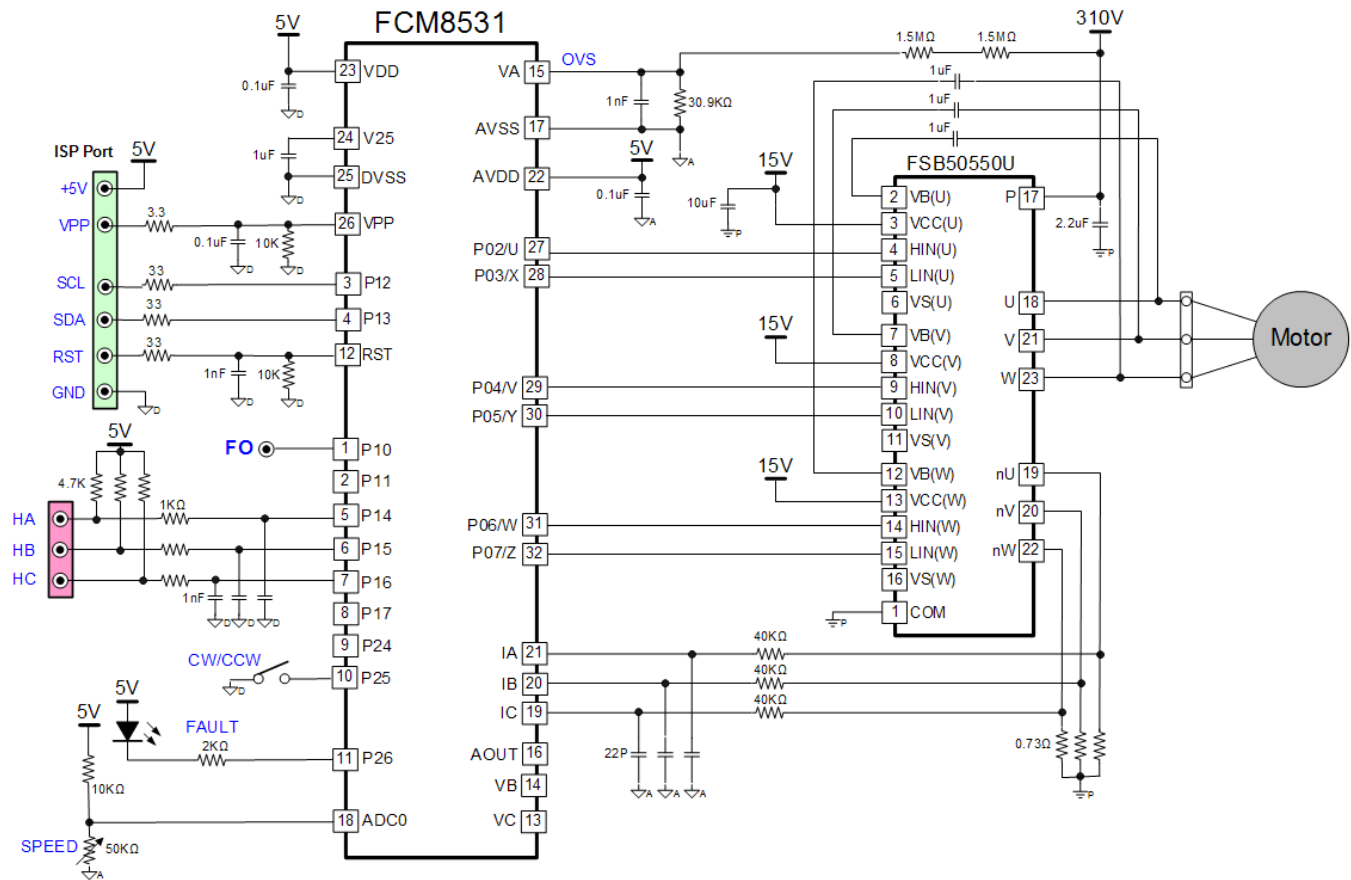 FCM8531
5V
23 VDD
0.1uF
D
24 V25
1uF
25 DVSS
D
ISP Port
5V
+5V
VPP
3.3
0.1uF
10K
D
D
26 VPP
SCL
33
3 P12
SDA
33
4 P13
RST
33
1nF
10K
D
D
12 RST
GND
D
FO
1 P10
2 P11
5V
4.7K
1KΩ
HA
5 P14
HB
6 P15
HC
7 P16
1nF
D
D
D
8 P17
9 P24
CW/CCW
D
10 P25
5V
FAULT
2KΩ
11 P26
5V
10KΩ
18 ADC0
SPEED
50KΩ
A
VA 15
OVS
1nF
30.9KΩ
1.5MΩ
1.5MΩ
310V
AVSS 17
A
AVDD 22
5V
0.1uF
A
P02/U 27
P03/X 28
P04/V 29
P05/Y 30
P06/W 31
P07/Z 32
IA 21
IB 20
IC 19
AOUT 16
VB 14
VC 13
40KΩ
40KΩ
40KΩ
22P
A
A
A
1uF
1uF
1uF
FSB50550U
15V
10uF
P
15V
15V
2 VB(U)
3 VCC(U)
4 HIN(U)
5 LIN(U)
6 VS(U)
7 VB(V)
8 VCC(V)
9 HIN(V)
10 LIN(V)
11 VS(V)
12 VB(W)
13 VCC(W)
14 HIN(W)
15 LIN(W)
16 VS(W)
1 COM
P
P 17
2.2uF
P
U 18
V 21
W 23
Motor
nU 19
nV 20
nW 22
0.73Ω
P